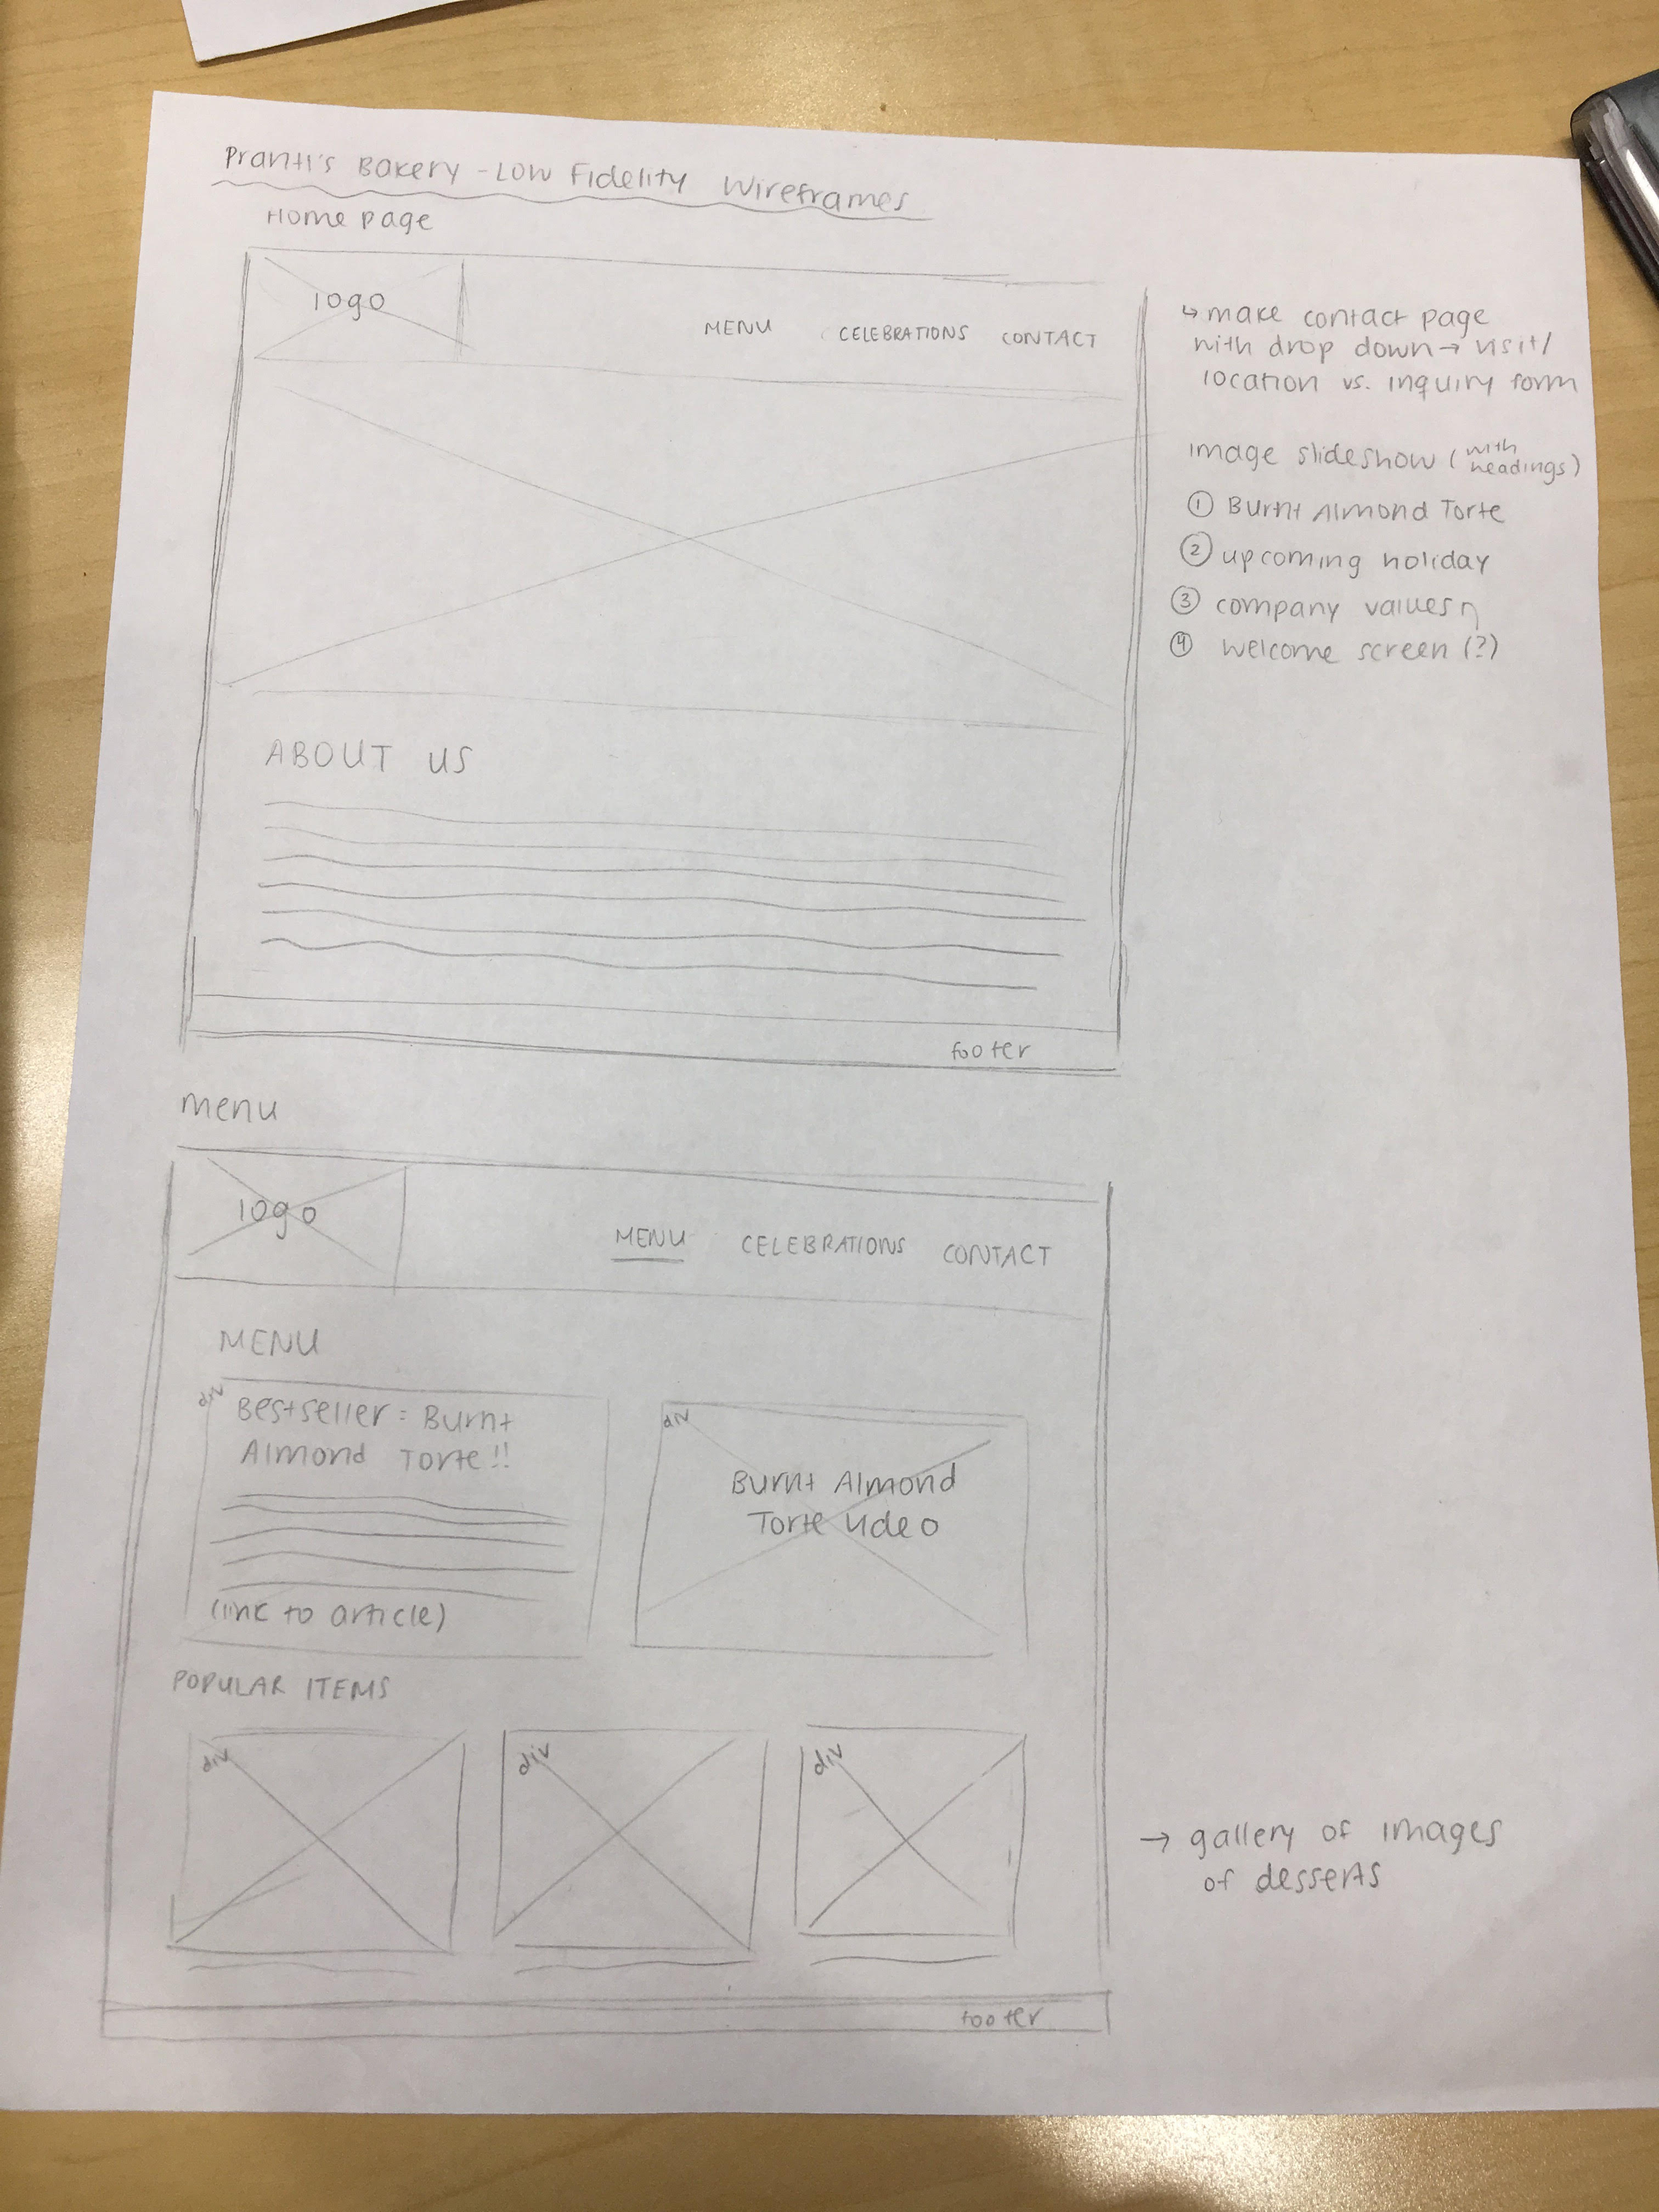 Prantl's Bakery - Low Fidelity Wireframes
Home Page
logo
MENU CELEBRATIONS CONTACT
↳ make contact page
with drop down → visit/
location vs. inquiry form
image slideshow (with headings)
① Burnt Almond Torte
② upcoming holiday
③ company values
④ welcome screen (?)
ABOUT US
footer
menu
logo
MENU CELEBRATIONS CONTACT
MENU
div
Bestseller: Burnt
Almond Torte!!
(link to article)
div
Burnt Almond
Torte video
POPULAR ITEMS
div
div
div
→ gallery of images
of desserts
footer